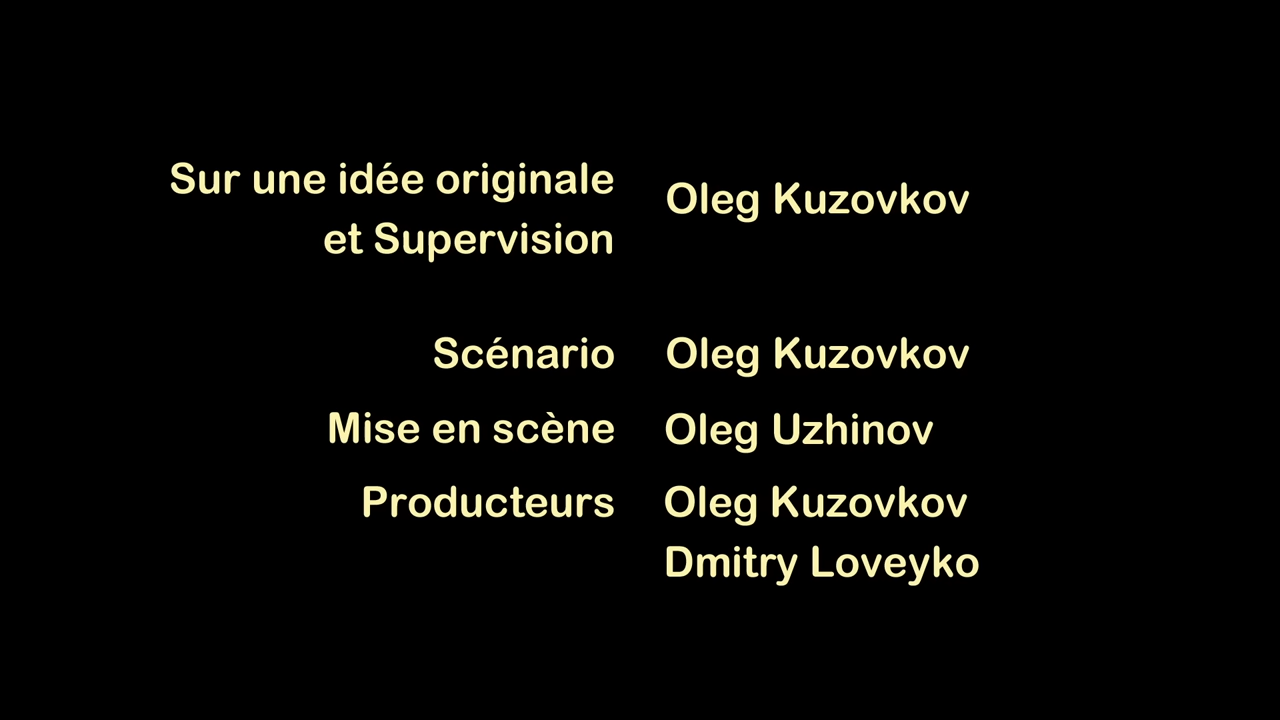 Sur une idée originale
et Supervision
Oleg Kuzovkov
Scénario Oleg Kuzovkov
Mise en scène Oleg Uzhinov
Producteurs Oleg Kuzovkov
Dmitry Loveyko